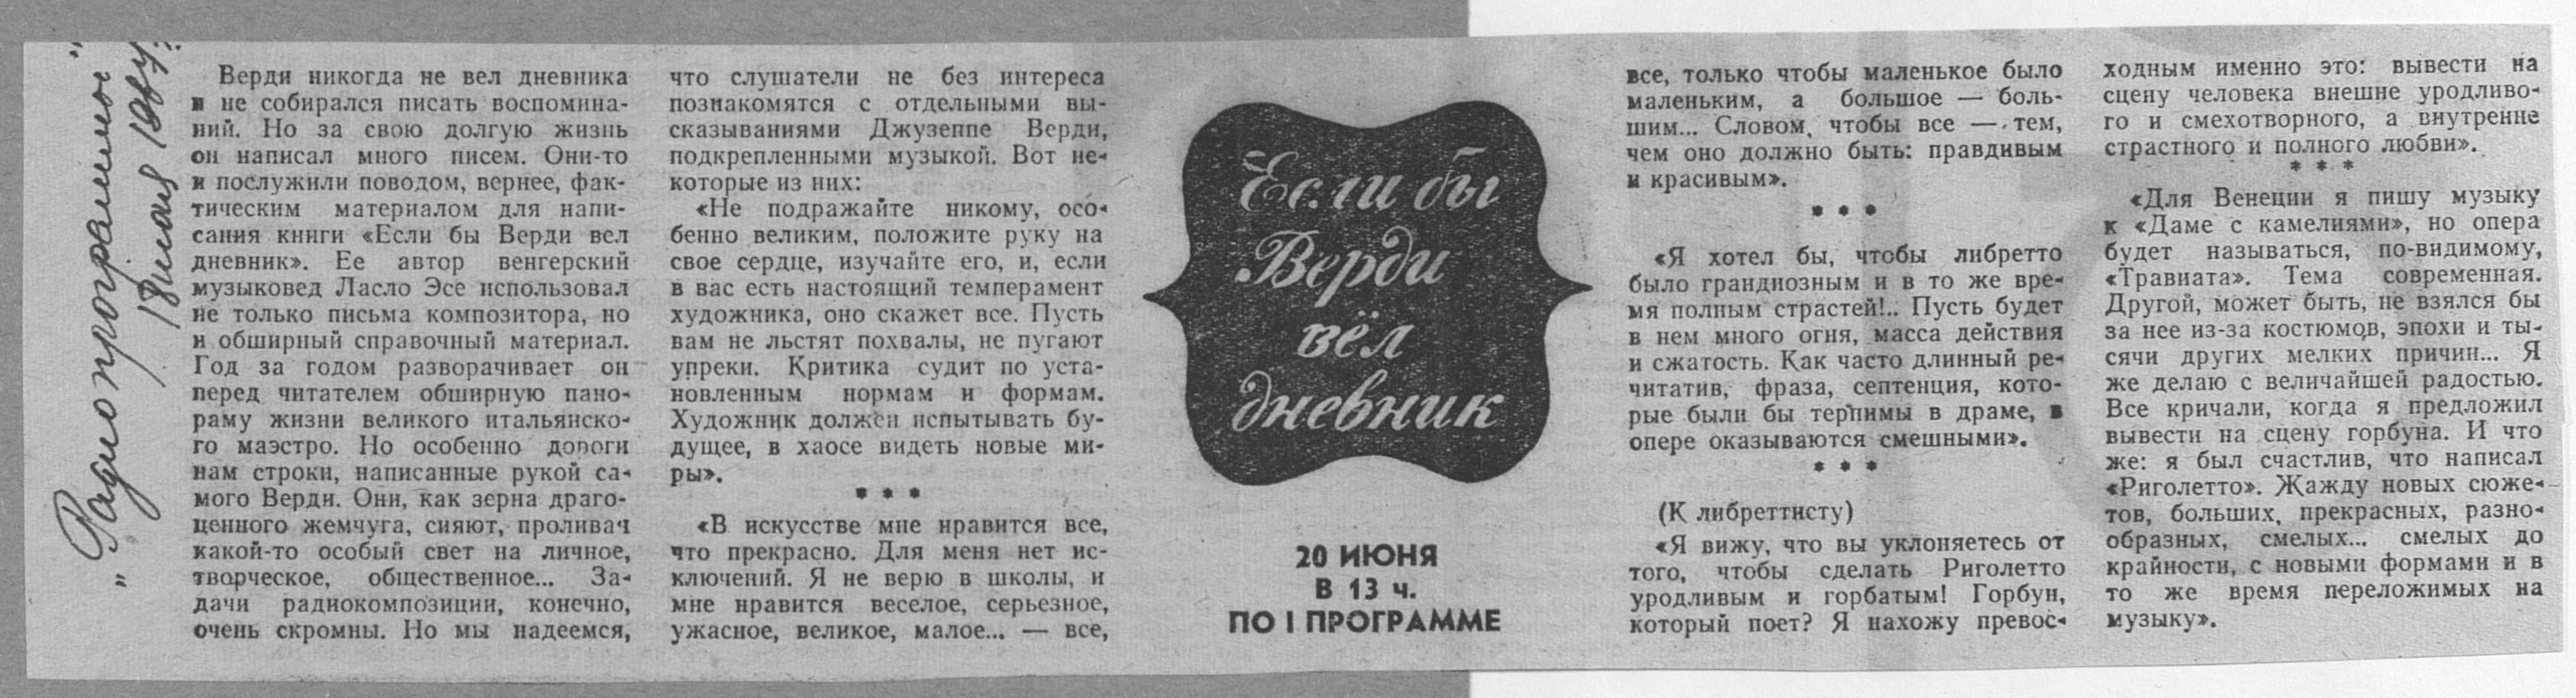 "Радиопрограммы"
18 июня
Верди никогда не вел дневника
и не собирался писать воспомина-
ний. Но за свою долгую жизнь
он написал много писем. Они-то
и послужили поводом, вернее, фак-
тическим материалом для напи-
сания книги «Если бы Верди вел
дневник». Ее автор венгерский
музыковед Ласло Эсе использовал
не только письма композитора, но
и обширный справочный материал.
Год за годом разворачивает он
перед читателем обширную пано-
раму жизни великого итальянско-
го маэстро. Но особенно дороги
нам строки, написанные рукой са-
мого Верди. Они, как зерна драго-
ценного жемчуга, сияют, проливая
какой-то особый свет на личное,
творческое, общественное... За-
дачи радиокомпозиции, конечно,
очень скромны. Но мы надеемся,
что слушатели не без интереса
познакомятся с отдельными вы-
сказываниями Джузеппе Верди,
подкрепленными музыкой. Вот не-
которые из них:
«Не подражайте никому, осо-
бенно великим, положите руку на
свое сердце, изучайте его, и, если
в вас есть настоящий темперамент
художника, оно скажет все. Пусть
вам не льстят похвалы, не пугают
упреки. Критика судит по уста-
новленным нормам и формам.
Художник должен испытывать бу-
дущее, в хаосе видеть новые ми-
ры».
* * *
«В искусстве мне нравится все,
что прекрасно. Для меня нет ис-
ключений. Я не верю в школы, и
мне нравится веселое, серьезное,
ужасное, великое, малое... — все,
Если бы
Верди
вёл
дневник
20 ИЮНЯ
В 13 ч.
ПО I ПРОГРАММЕ
все, только чтобы маленькое было
маленьким, а большое — боль-
шим... Словом, чтобы все — тем,
чем оно должно быть: правдивым
и красивым».
* * *
«Я хотел бы, чтобы либретто
было грандиозным и в то же вре-
мя полным страстей!.. Пусть будет
в нем много огня, масса действия
и сжатость. Как часто длинный ре-
читатив, фраза, септенция, кото-
рые были бы терпимы в драме, в
опере оказываются смешными».
* * *
(К либреттисту)
«Я вижу, что вы уклоняетесь от
того, чтобы сделать Риголетто
уродливым и горбатым! Горбун,
который поет? Я нахожу превос-
ходным именно это: вывести на
сцену человека внешне уродливо-
го и смехотворного, а внутренне
страстного и полного любви».
* * *
«Для Венеции я пишу музыку
к «Даме с камелиями», но опера
будет называться, по-видимому,
«Травиата». Тема современная.
Другой, может быть, не взялся бы
за нее из-за костюмов, эпохи и ты-
сячи других мелких причин... Я
же делаю с величайшей радостью.
Все кричали, когда я предложил
вывести на сцену горбуна. И что
же: я был счастлив, что написал
«Риголетто». Жажду новых сюже-
тов, больших, прекрасных, разно-
образных, смелых... смелых до
крайности, с новыми формами и в
то же время переложимых на
музыку».